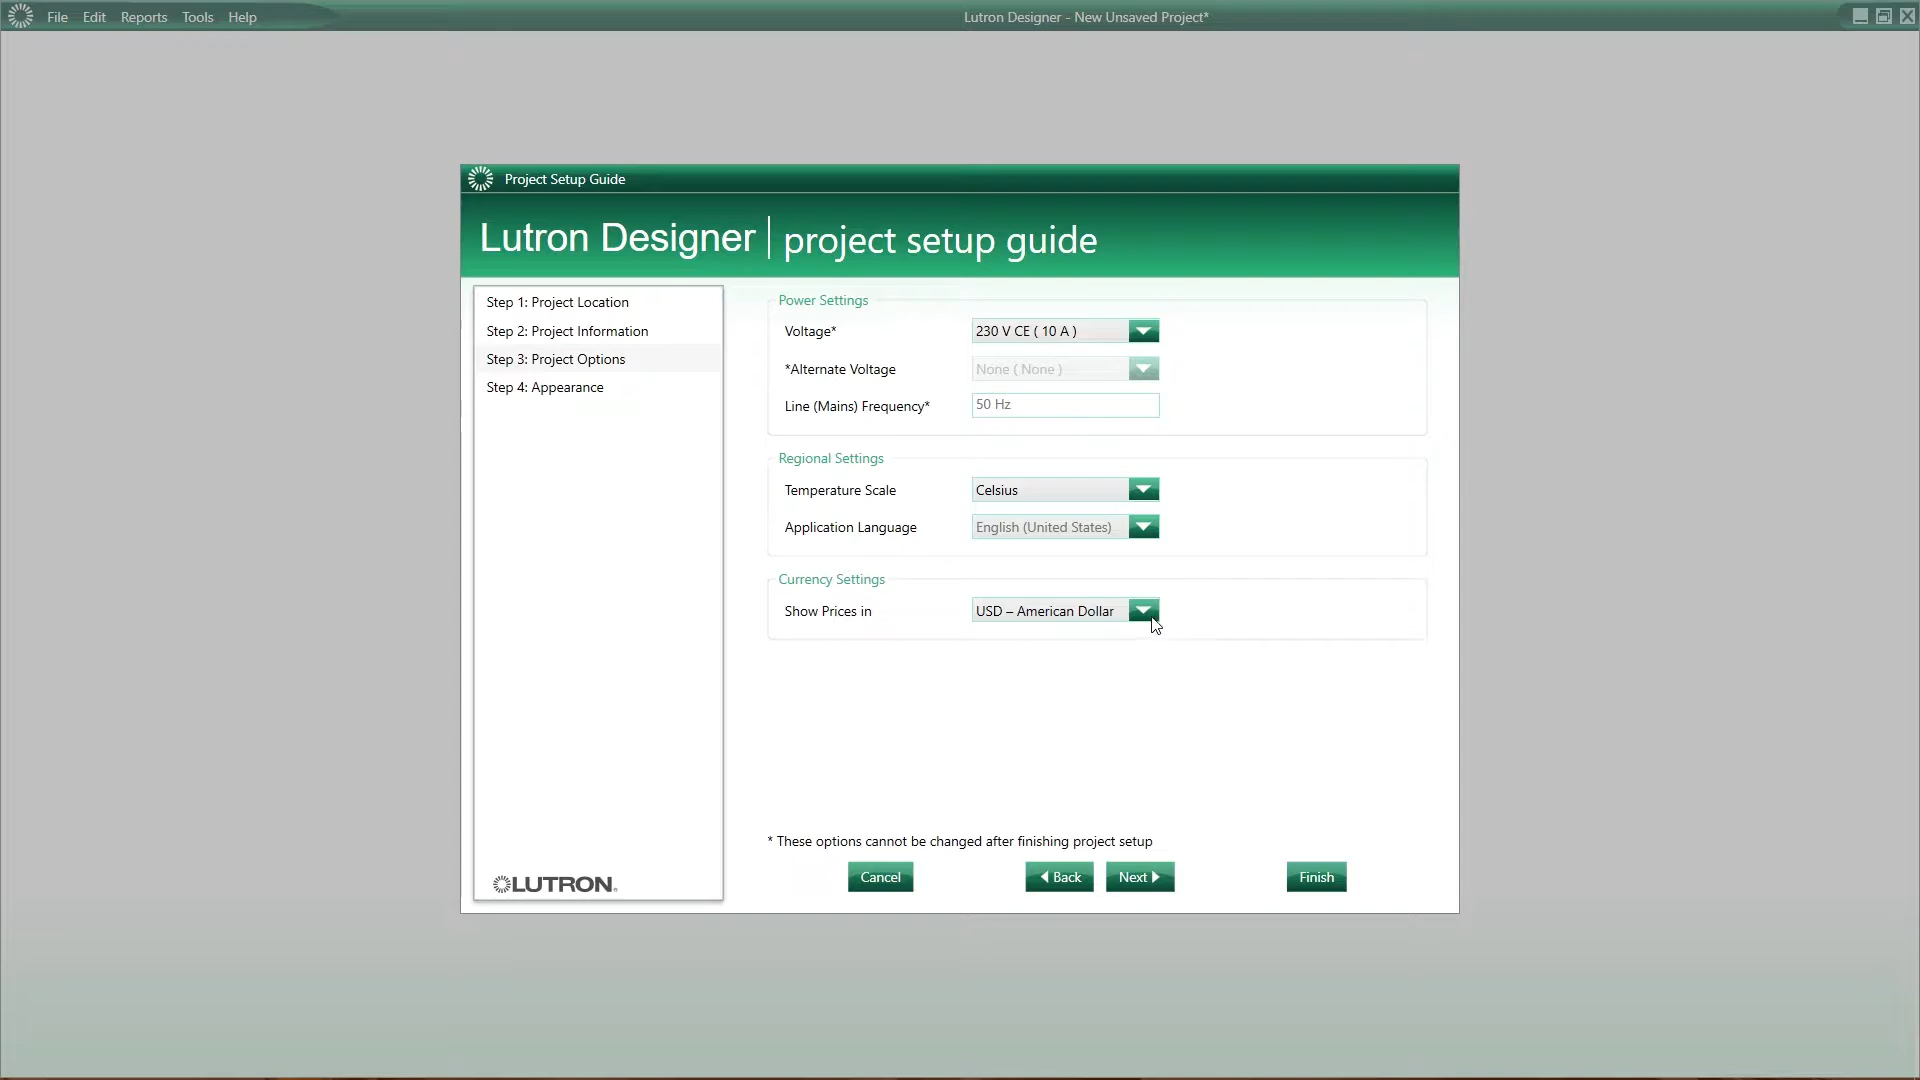 File Edit Reports Tools Help
Lutron Designer - New Unsaved Project*
Project Setup Guide
Lutron Designer | project setup guide
Step 1: Project Location
Step 2: Project Information
Step 3: Project Options
Step 4: Appearance
LUTRON®
Power Settings
Voltage* 230 V CE ( 10 A )
*Alternate Voltage None ( None )
Line (Mains) Frequency* 50 Hz
Regional Settings
Temperature Scale Celsius
Application Language English (United States)
Currency Settings
Show Prices in USD – American Dollar
* These options cannot be changed after finishing project setup
Cancel Back Next Finish